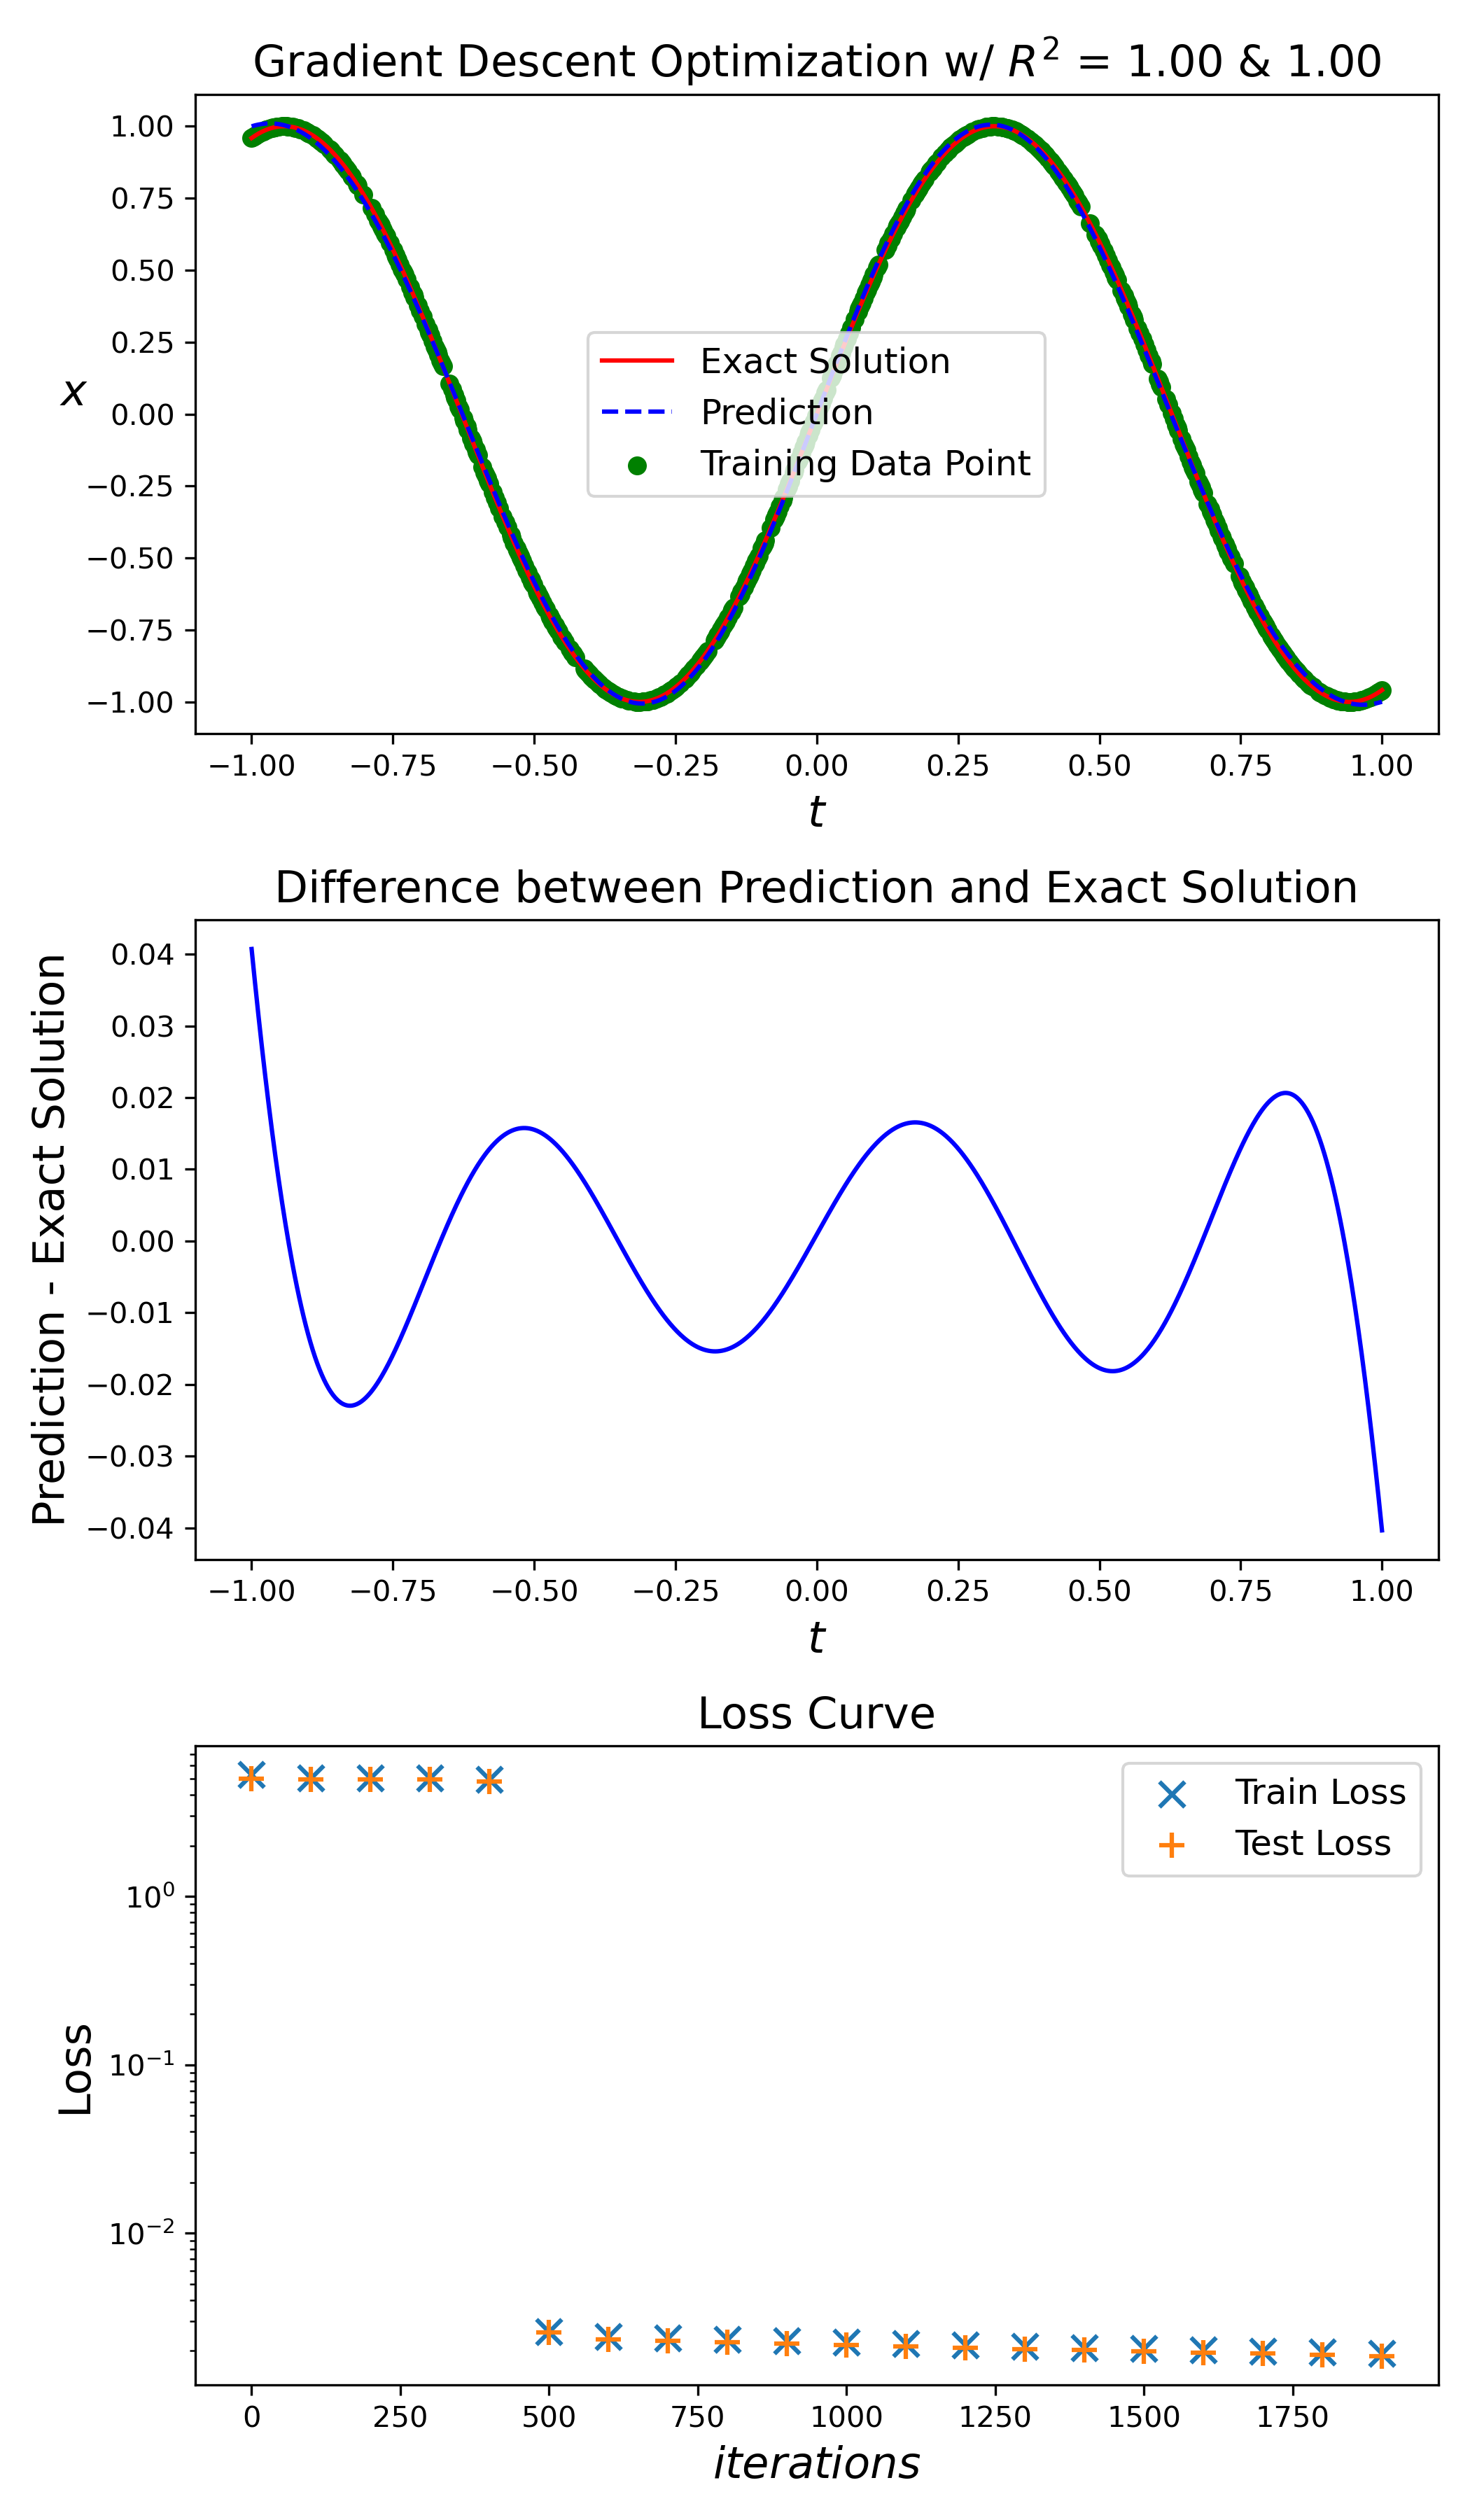 Gradient Descent Optimization w/ R² = 1.00 & 1.00
1.00
0.75
0.50
0.25
0.00
−0.25
−0.50
−0.75
−1.00
x
Exact Solution
Prediction
Training Data Point
−1.00 −0.75 −0.50 −0.25 0.00 0.25 0.50 0.75 1.00
t
Difference between Prediction and Exact Solution
0.04
0.03
0.02
0.01
0.00
−0.01
−0.02
−0.03
−0.04
Prediction - Exact Solution
−1.00 −0.75 −0.50 −0.25 0.00 0.25 0.50 0.75 1.00
t
Loss Curve
10⁰
10⁻¹
10⁻²
Loss
Train Loss
Test Loss
0 250 500 750 1000 1250 1500 1750
iterations